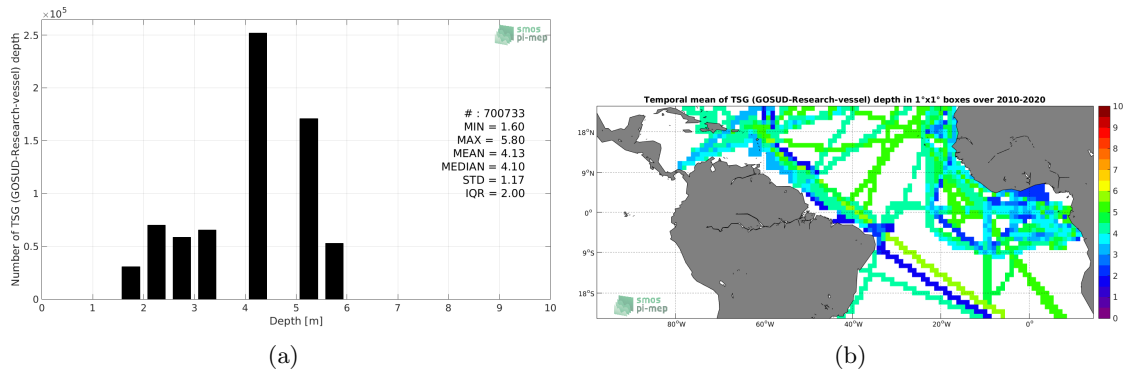 ×10⁵
smos
pi-mep
2.5
2
1.5
1
0.5
0
Number of TSG (GOSUD-Research-vessel) depth
# : 700733
MIN = 1.60
MAX = 5.80
MEAN = 4.13
MEDIAN = 4.10
STD = 1.17
IQR = 2.00
0 1 2 3 4 5 6 7 8 9 10
Depth [m]
(a)
Temporal mean of TSG (GOSUD-Research-vessel) depth in 1°x1° boxes over 2010-2020
18°N
9°N
0°
9°S
18°S
80°W 60°W 40°W 20°W 0°
smos
pi-mep
10
9
8
7
6
5
4
3
2
1
0
(b)